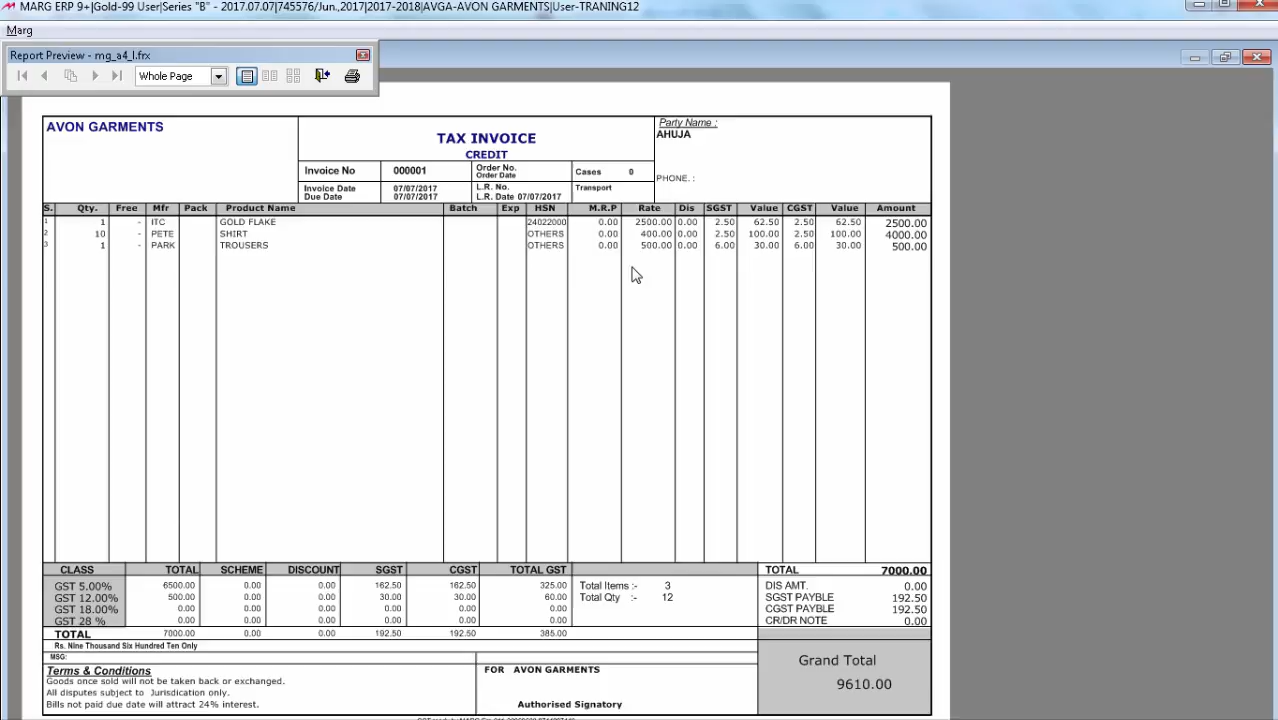 MARG ERP 9+|Gold-99 User|Series "B" - 2017.07.07|745576/Jun.,2017|2017-2018|AVGA-AVON GARMENTS|User-TRANING12
Marg
Report Preview - mg_a4_l.frx
Whole Page
AVON GARMENTS
TAX INVOICE
CREDIT
Invoice No 000001 Order No. Order Date Cases 0
Invoice Date 07/07/2017 L.R. No. Transport
Due Date 07/07/2017 L.R. Date 07/07/2017
Party Name :
AHUJA
PHONE. :
S. Qty. Free Mfr Pack Product Name Batch Exp HSN M.R.P Rate Dis SGST Value CGST Value Amount
1 1 - ITC GOLD FLAKE 24022000 0.00 2500.00 0.00 2.50 62.50 2.50 62.50 2500.00
2 10 - PETE SHIRT OTHERS 0.00 400.00 0.00 2.50 100.00 2.50 100.00 4000.00
3 1 - PARK TROUSERS OTHERS 0.00 500.00 0.00 6.00 30.00 6.00 30.00 500.00
CLASS TOTAL SCHEME DISCOUNT SGST CGST TOTAL GST TOTAL 7000.00
GST 5.00% 6500.00 0.00 0.00 162.50 162.50 325.00 Total Items :- 3 DIS AMT. 0.00
GST 12.00% 500.00 0.00 0.00 30.00 30.00 60.00 Total Qty :- 12 SGST PAYBLE 192.50
GST 18.00% 0.00 0.00 0.00 0.00 0.00 0.00 CGST PAYBLE 192.50
GST 28 % 0.00 0.00 0.00 0.00 0.00 0.00 CR/DR NOTE 0.00
TOTAL 7000.00 0.00 0.00 192.50 192.50 385.00
Rs. Nine Thousand Six Hundred Ten Only
MSG:
Grand Total
9610.00
Terms & Conditions
Goods once sold will not be taken back or exchanged.
All disputes subject to Jurisdication only.
Bills not paid due date will attract 24% interest.
FOR AVON GARMENTS
Authorised Signatory